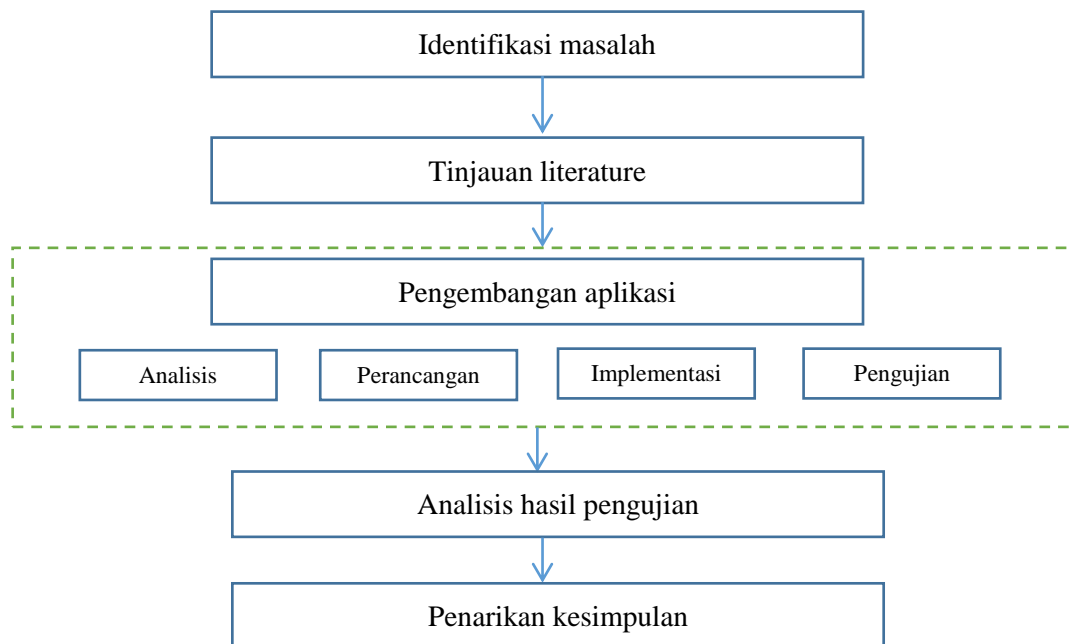 Identifikasi masalah
Tinjauan literature
Pengembangan aplikasi
Analisis
Perancangan
Implementasi
Pengujian
Analisis hasil pengujian
Penarikan kesimpulan